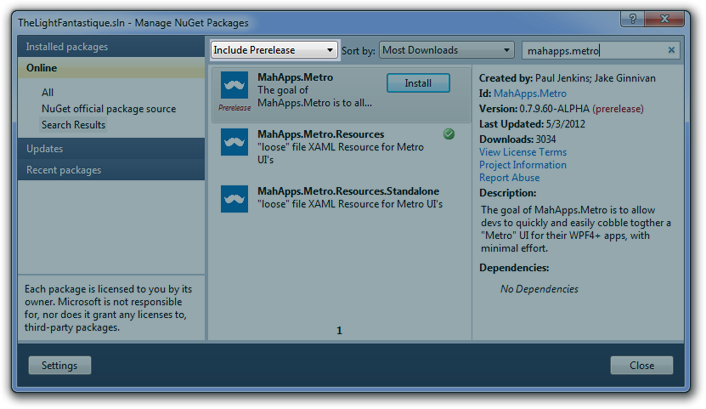 TheLightFantastique.sln - Manage NuGet Packages
Installed packages
Online
All
NuGet official package source
Search Results
Updates
Recent packages
Each package is licensed to you by its
owner. Microsoft is not responsible
for, nor does it grant any licenses to,
third-party packages.
Include Prerelease
Sort by:
Most Downloads
mahapps.metro
MahApps.Metro
The goal of
MahApps.Metro is to all...
Prerelease
Install
MahApps.Metro.Resources
"loose" file XAML Resource for Metro
UI's
MahApps.Metro.Resources.Standalone
"loose" file XAML Resource for Metro UI's
1
Created by: Paul Jenkins; Jake Ginnivan
Id: MahApps.Metro
Version: 0.7.9.60-ALPHA (prerelease)
Last Updated: 5/3/2012
Downloads: 3034
View License Terms
Project Information
Report Abuse
Description:
The goal of MahApps.Metro is to allow
devs to quickly and easily cobble togther a
"Metro" UI for their WPF4+ apps, with
minimal effort.
Dependencies:
No Dependencies
Settings
Close